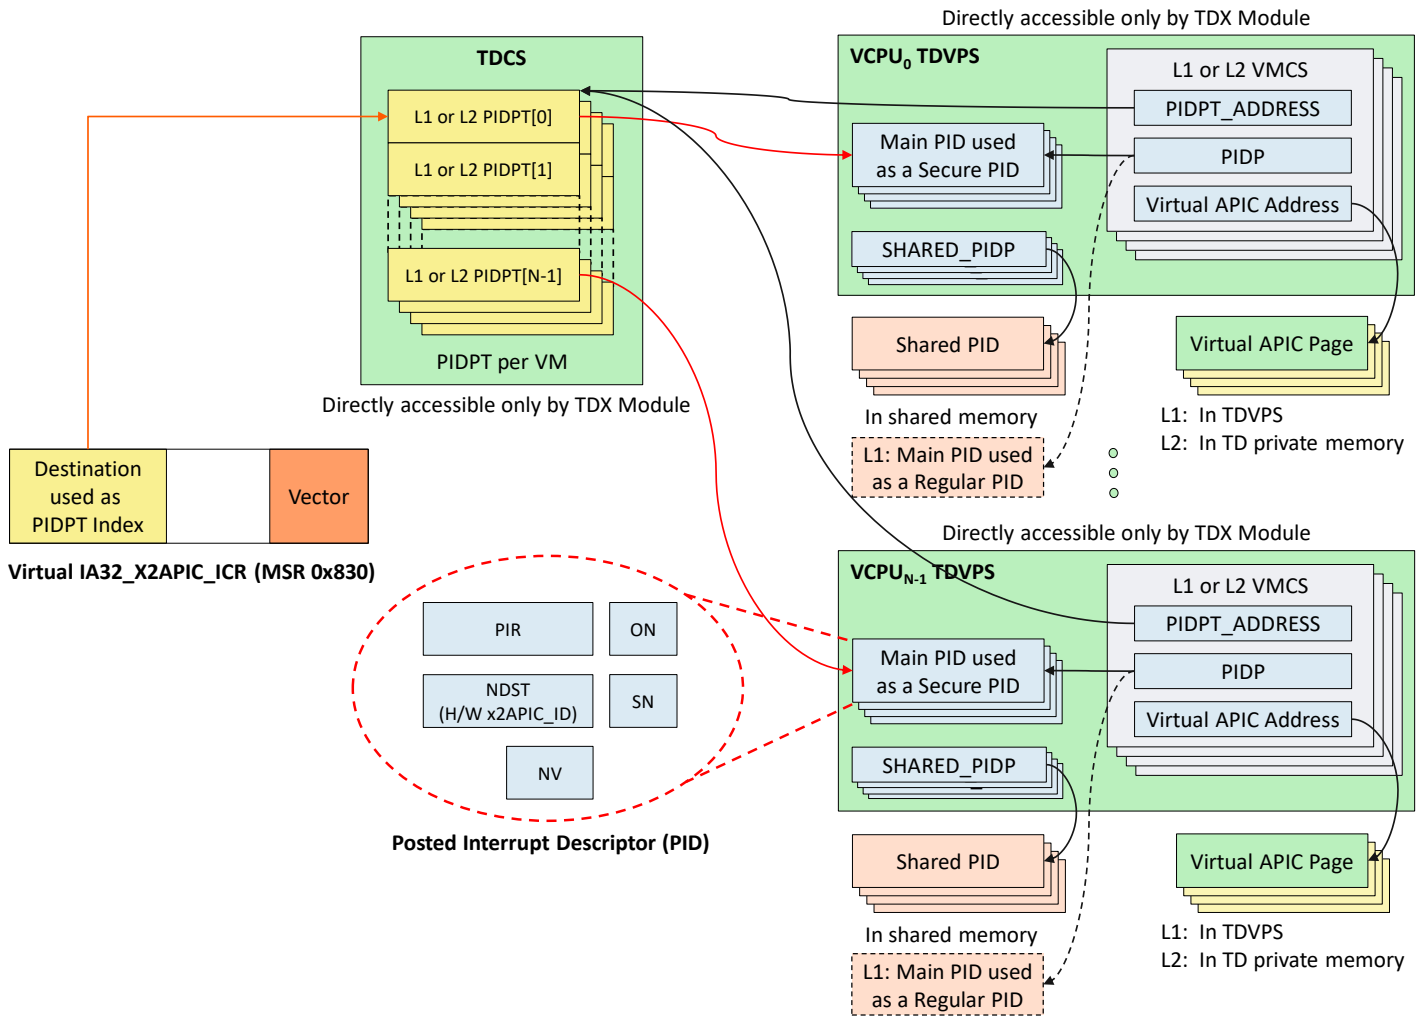 Directly accessible only by TDX Module
TDCS
L1 or L2 PIDPT[0]
L1 or L2 PIDPT[1]
L1 or L2 PIDPT[N-1]
PIDPT per VM
Directly accessible only by TDX Module
VCPU0 TDVPS
L1 or L2 VMCS
PIDPT_ADDRESS
PIDP
Virtual APIC Address
Main PID used
as a Secure PID
SHARED_PIDP
Shared PID
In shared memory
L1: Main PID used
as a Regular PID
Virtual APIC Page
L1: In TDVPS
L2: In TD private memory
Destination
used as
PIDPT Index
Vector
Virtual IA32_X2APIC_ICR (MSR 0x830)
PIR
ON
NDST
(H/W x2APIC_ID)
SN
NV
Posted Interrupt Descriptor (PID)
Directly accessible only by TDX Module
VCPUN-1 TDVPS
L1 or L2 VMCS
PIDPT_ADDRESS
PIDP
Virtual APIC Address
Main PID used
as a Secure PID
SHARED_PIDP
Shared PID
In shared memory
L1: Main PID used
as a Regular PID
Virtual APIC Page
L1: In TDVPS
L2: In TD private memory